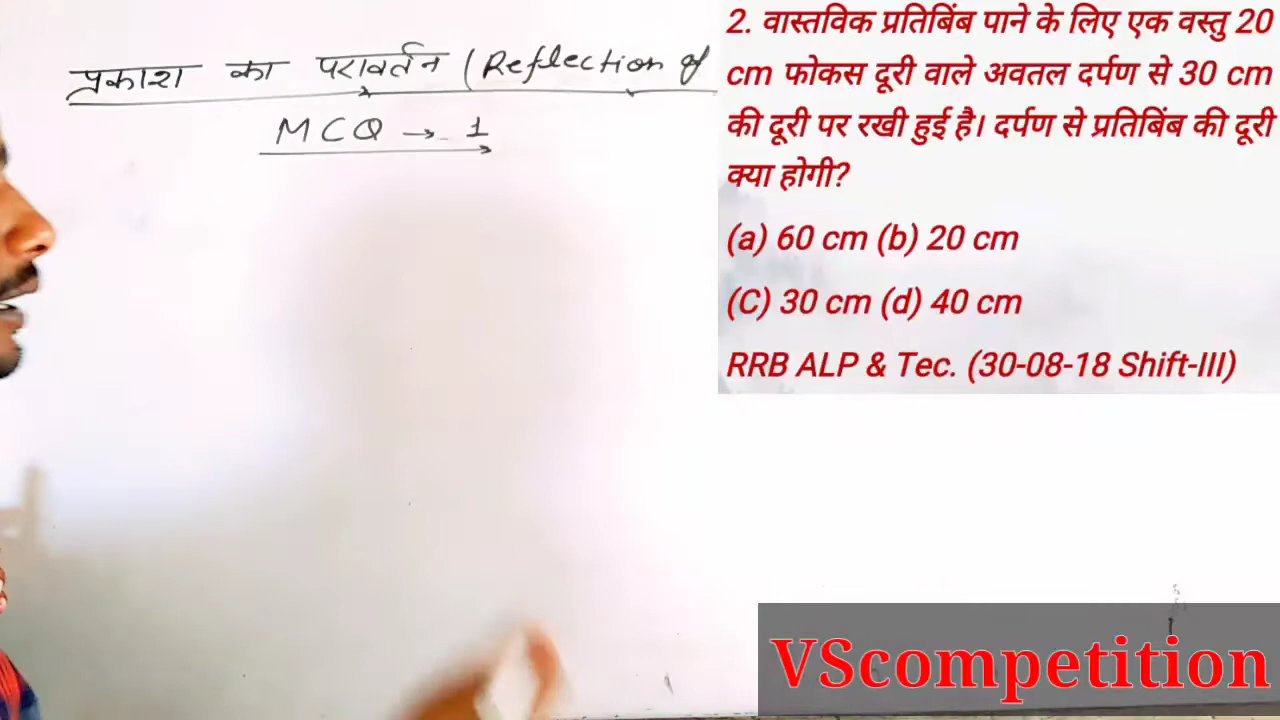 प्रकाश का परावर्तन (Reflection of
MCQ → 1
2. वास्तविक प्रतिबिंब पाने के लिए एक वस्तु 20
cm फोकस दूरी वाले अवतल दर्पण से 30 cm
की दूरी पर रखी हुई है। दर्पण से प्रतिबिंब की दूरी
क्या होगी?
(a) 60 cm (b) 20 cm
(C) 30 cm (d) 40 cm
RRB ALP & Tec. (30-08-18 Shift-III)
VScompetition